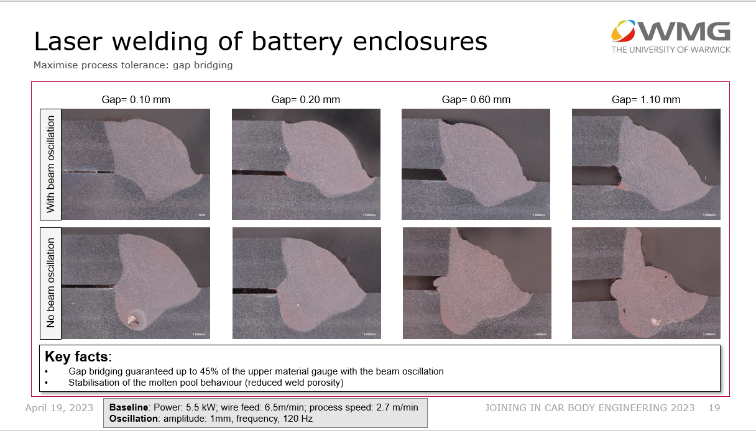 WMG
THE UNIVERSITY OF WARWICK
Laser welding of battery enclosures
Maximise process tolerance: gap bridging
Gap= 0.10 mm
Gap= 0.20 mm
Gap= 0.60 mm
Gap= 1.10 mm
With beam oscillation
No beam oscillation
Key facts:
• Gap bridging guaranteed up to 45% of the upper material gauge with the beam oscillation
• Stabilisation of the molten pool behaviour (reduced weld porosity)
April 19, 2023
Baseline: Power: 5.5 kW; wire feed: 6.5m/min; process speed: 2.7 m/min
Oscillation: amplitude: 1mm, frequency, 120 Hz
JOINING IN CAR BODY ENGINEERING 2023
19